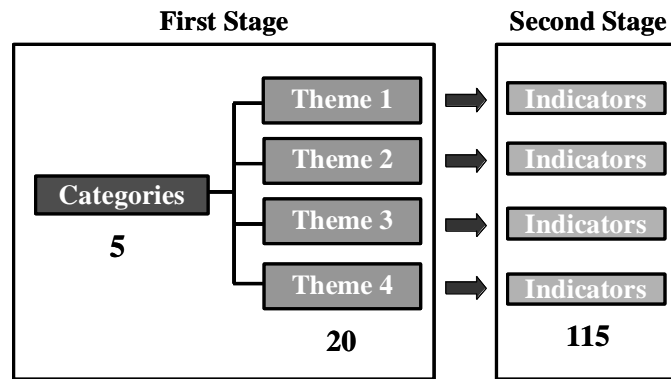 First Stage
Second Stage
Theme 1
Indicators
Theme 2
Indicators
Categories
Theme 3
Indicators
5
Theme 4
Indicators
20
115